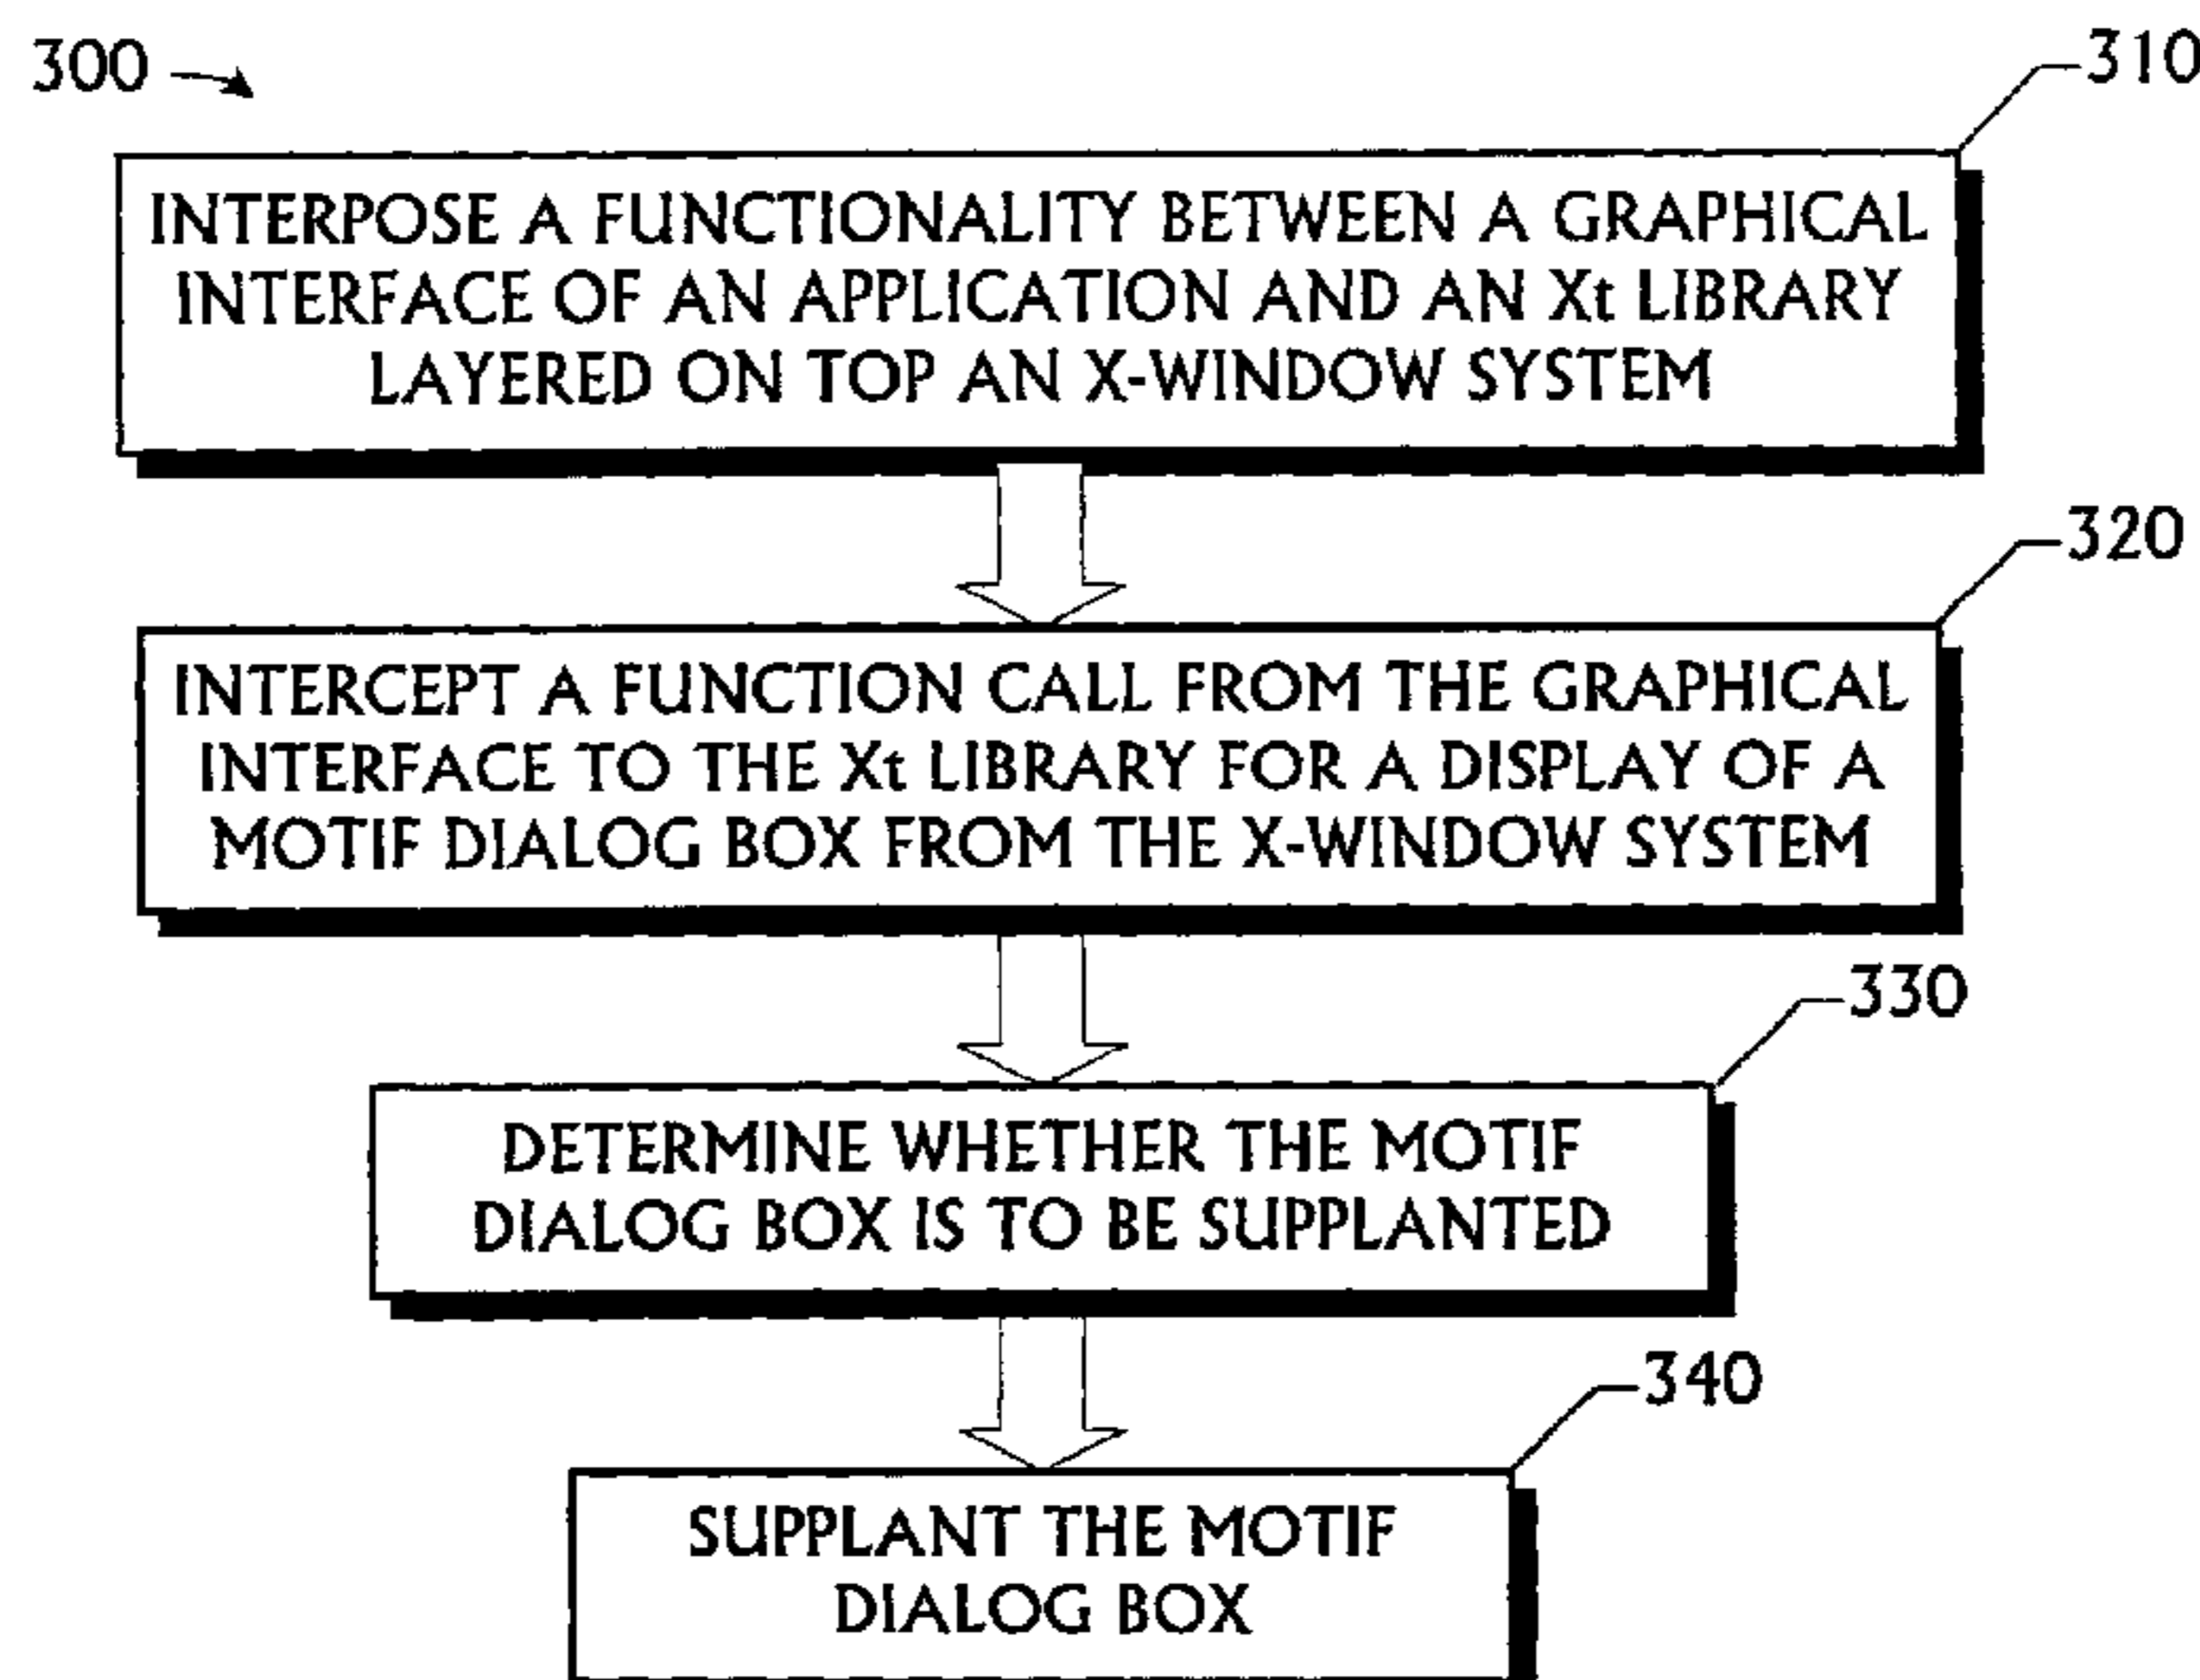 300
310
INTERPOSE A FUNCTIONALITY BETWEEN A GRAPHICAL
INTERFACE OF AN APPLICATION AND AN Xt LIBRARY
LAYERED ON TOP AN X-WINDOW SYSTEM
320
INTERCEPT A FUNCTION CALL FROM THE GRAPHICAL
INTERFACE TO THE Xt LIBRARY FOR A DISPLAY OF A
MOTIF DIALOG BOX FROM THE X-WINDOW SYSTEM
330
DETERMINE WHETHER THE MOTIF
DIALOG BOX IS TO BE SUPPLANTED
340
SUPPLANT THE MOTIF
DIALOG BOX